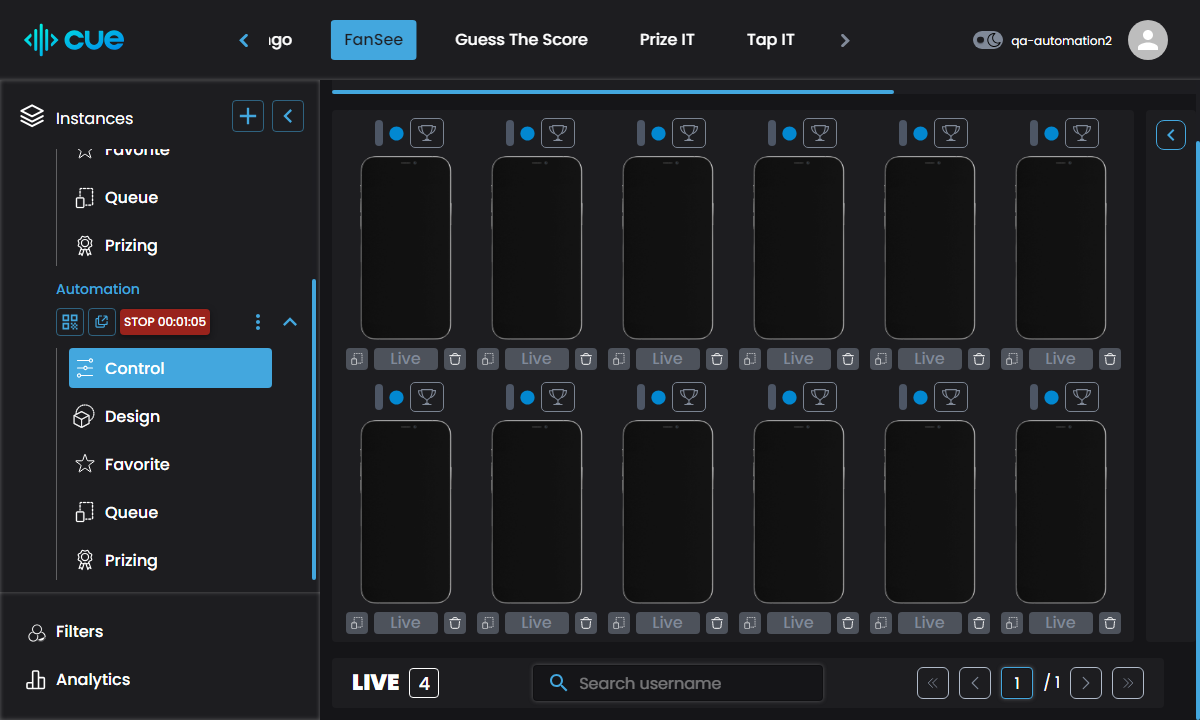 cue
FanSee
Guess The Score
Prize IT
Tap IT
qa-automation2
Instances
Favorite
Queue
Prizing
Automation
STOP 00:01:05
Control
Design
Favorite
Queue
Prizing
Filters
Analytics
Live Live Live Live Live Live
Live Live Live Live Live Live
LIVE 4
Search username
1 / 1